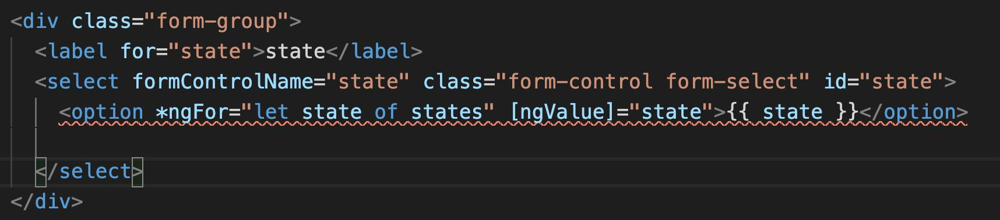 <div class="form-group">
<label for="state">state</label>
<select formControlName="state" class="form-control form-select" id="state">
<option *ngFor="let state of states" [ngValue]="state">{{ state }}</option>
</select>
</div>